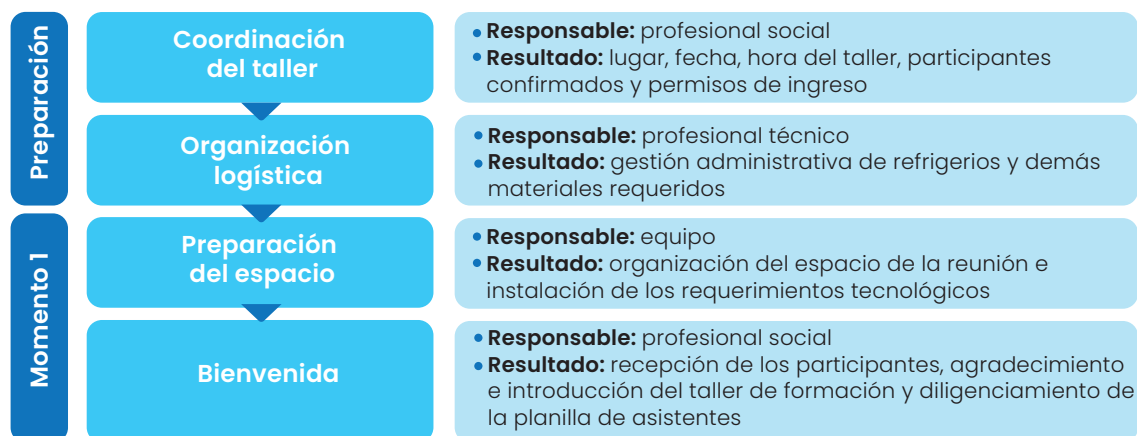 Preparación
Coordinación
del taller
• Responsable: profesional social
• Resultado: lugar, fecha, hora del taller, participantes
confirmados y permisos de ingreso
Organización
logística
• Responsable: profesional técnico
• Resultado: gestión administrativa de refrigerios y demás
materiales requeridos
Momento 1
Preparación
del espacio
• Responsable: equipo
• Resultado: organización del espacio de la reunión e
instalación de los requerimientos tecnológicos
Bienvenida
• Responsable: profesional social
• Resultado: recepción de los participantes, agradecimiento
e introducción del taller de formación y diligenciamiento de
la planilla de asistentes